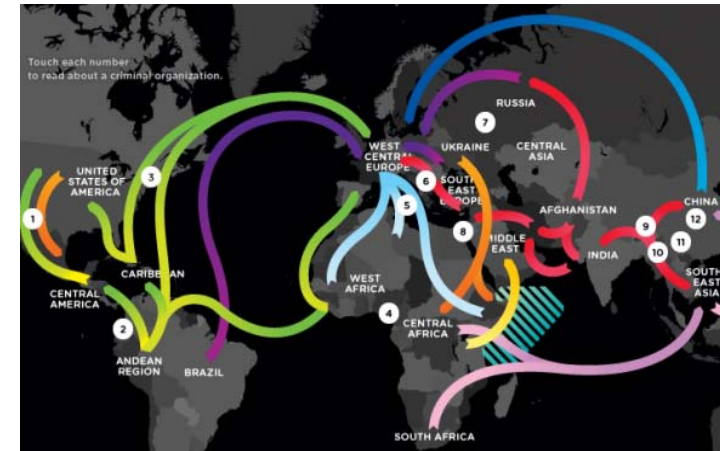 Touch each number
to read about a criminal organization.
RUSSIA
7
WEST
CENTRAL
EUROPE
UKRAINE
CENTRAL
ASIA
3
UNITED
STATES OF
AMERICA
6
SOUTH
EAST
EUROPE
CHINA
5
AFGHANISTAN
12
1
9
8
MIDDLE
EAST
11
10
INDIA
CARIBBEAN
SOUTH
EAST
ASIA
WEST
AFRICA
CENTRAL
AMERICA
4
CENTRAL
AFRICA
2
ANDEAN
REGION
BRAZIL
SOUTH AFRICA